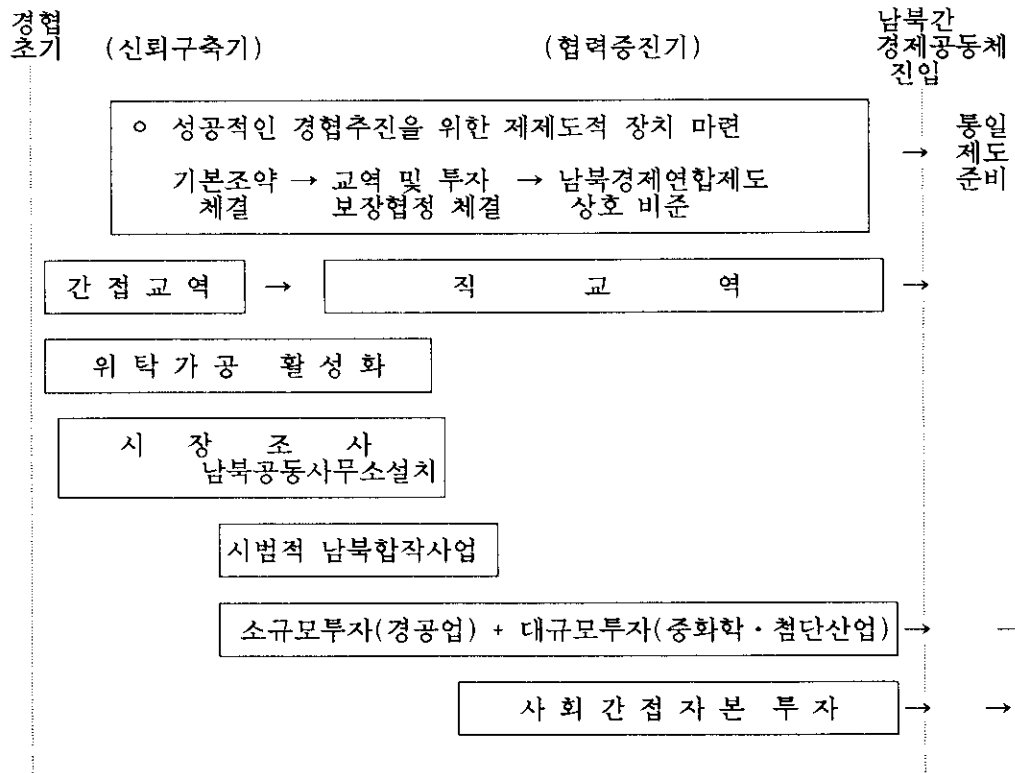 경협
초기 (신뢰구축기) (협력증진기) 남북간
경제공동체
진입
ㅇ 성공적인 경협추진을 위한 제제도적 장치 마련
기본조약 → 교역 및 투자 → 남북경제연합제도
체결 보장협정 체결 상호 비준
→ 통일
제도
준비
간 접 교 역 → 직 교 역 →
위 탁 가 공 활 성 화
시 장 조 사
남북공동사무소설치
시범적 남북합작사업
소규모투자(경공업) + 대규모투자(중화학·첨단산업) → —
사 회 간 접 자 본 투 자 → →